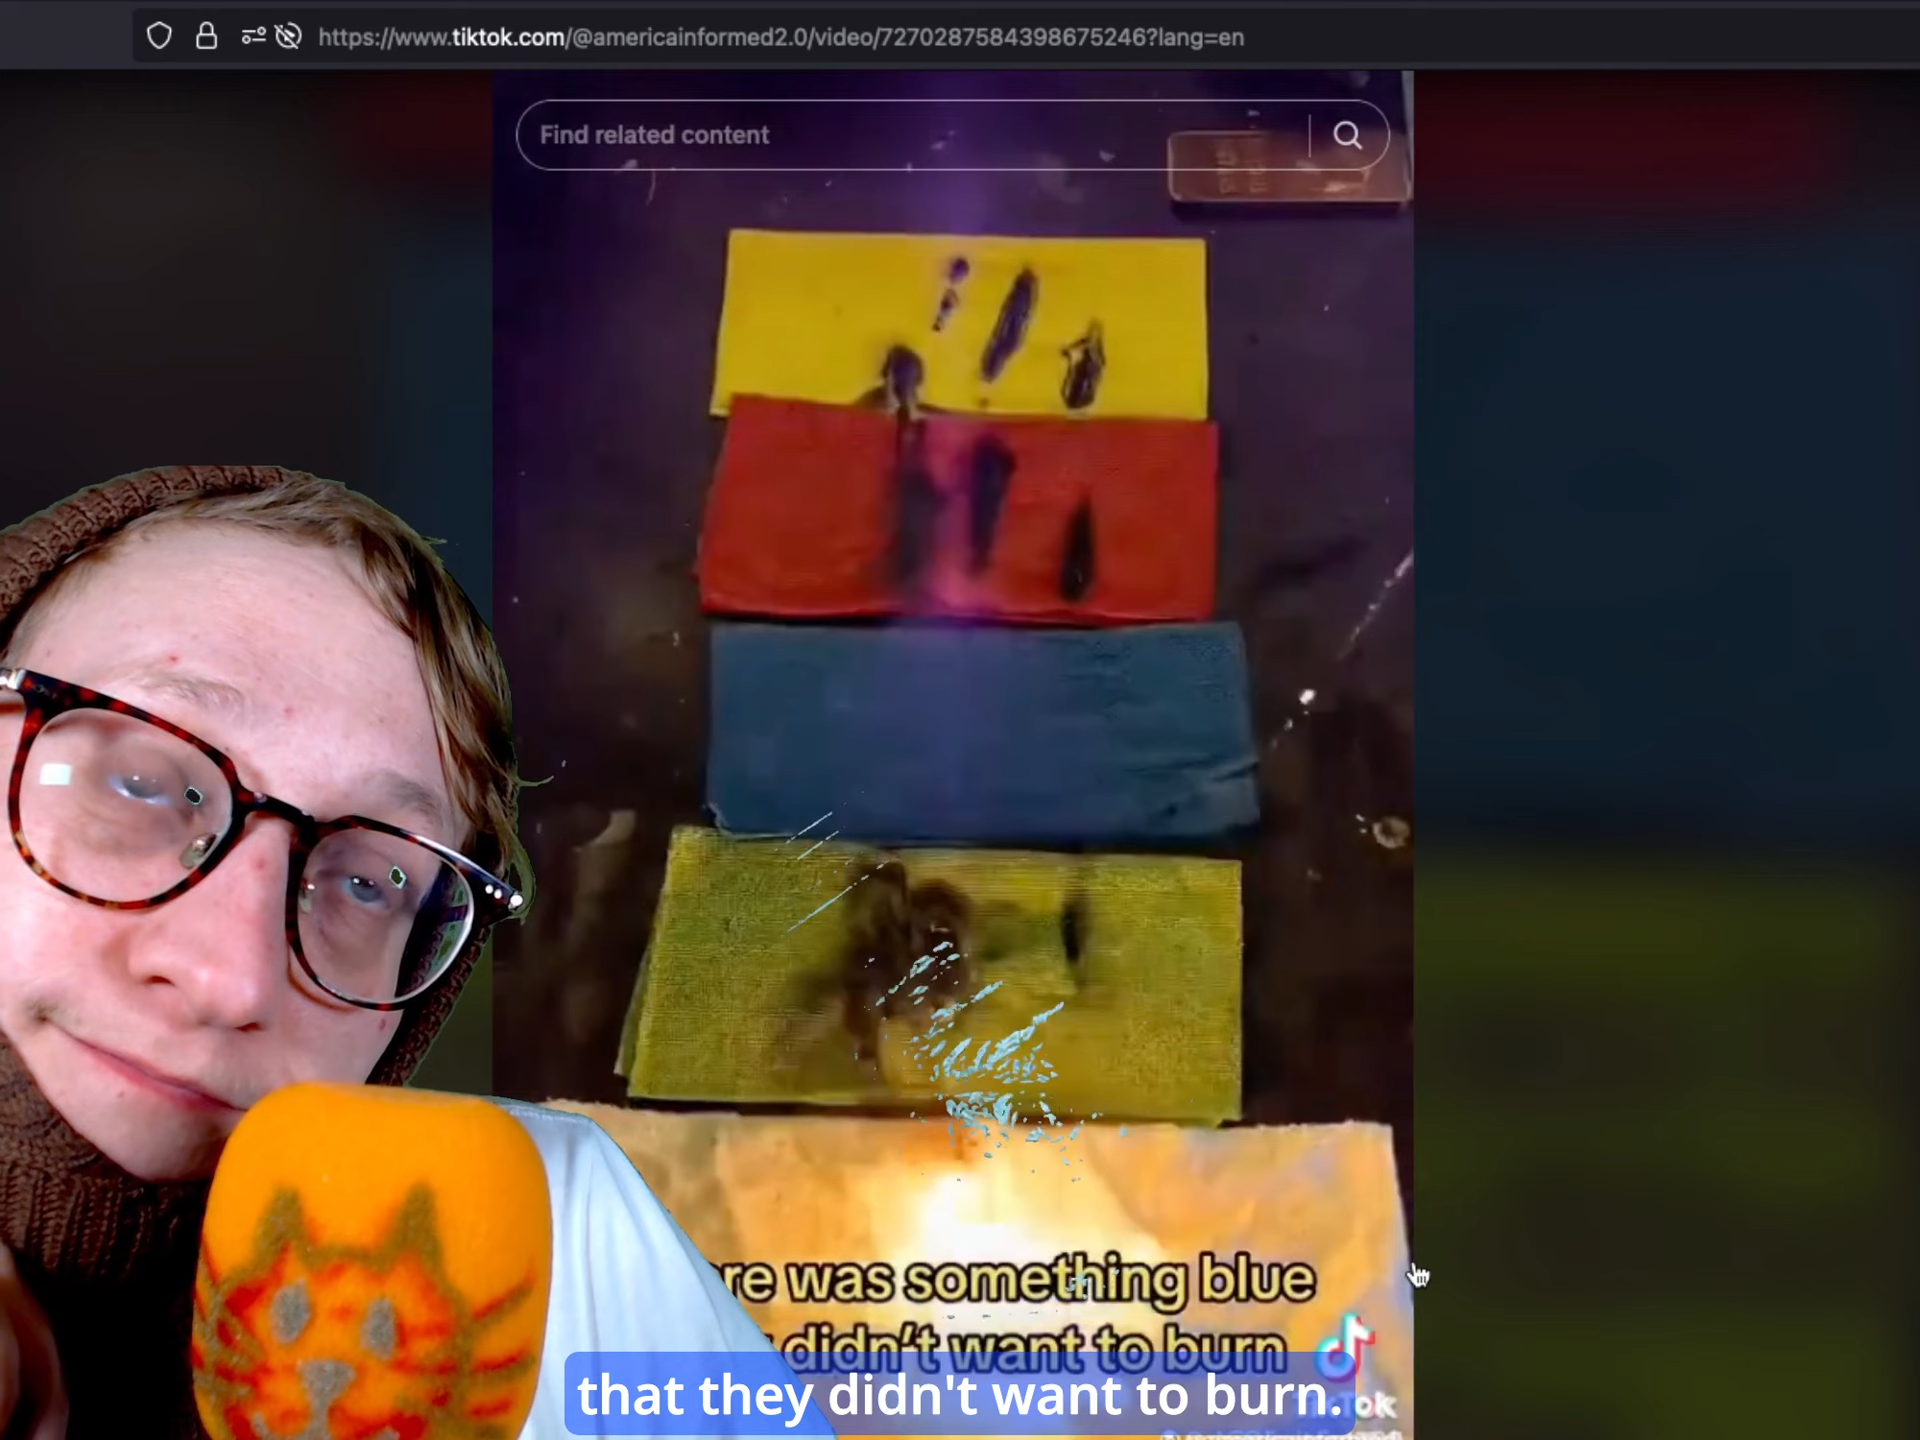 https://www.tiktok.com/@americainformed2.0/video/7270287584398675246?lang=en
Find related content
re was something blue
didn't want to burn
that they didn't want to burn.